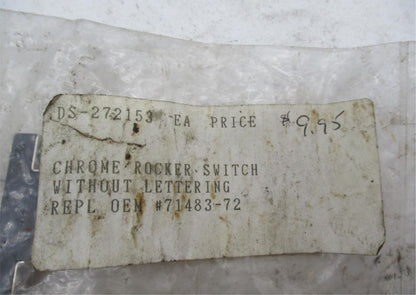 DS-272153 EA PRICE $9.95
CHROME ROCKER SWITCH
WITHOUT LETTERING
REPL OEM #71483-72